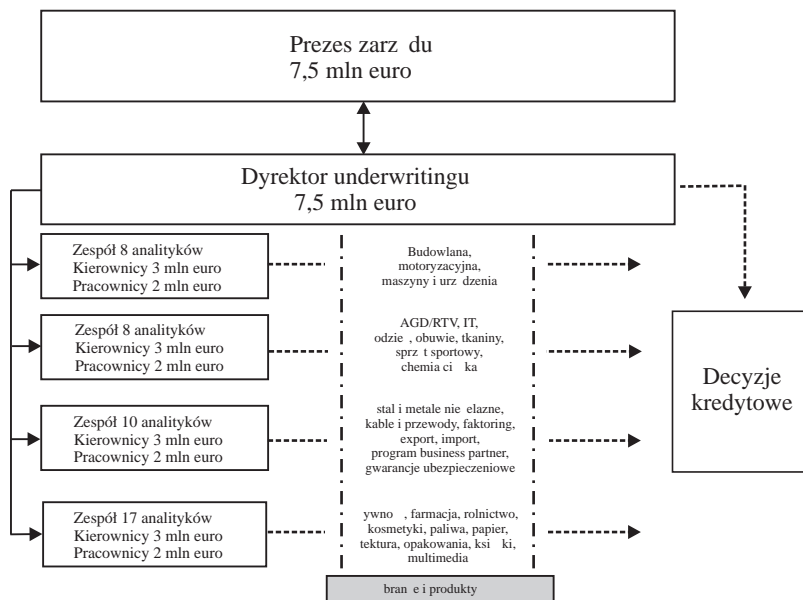 Prezes zarz du
7,5 mln euro
Dyrektor underwritingu
7,5 mln euro
Zespół 8 analityków
Kierownicy 3 mln euro
Pracownicy 2 mln euro
Budowlana,
motoryzacyjna,
maszyny i urz dzenia
Zespół 8 analityków
Kierownicy 3 mln euro
Pracownicy 2 mln euro
AGD/RTV, IT,
odzie , obuwie, tkaniny,
sprz t sportowy,
chemia ci ka
Decyzje
kredytowe
Zespół 10 analityków
Kierownicy 3 mln euro
Pracownicy 2 mln euro
stal i metale nie elazne,
kable i przewody, faktoring,
export, import,
program business partner,
gwarancje ubezpieczeniowe
Zespół 17 analityków
Kierownicy 3 mln euro
Pracownicy 2 mln euro
ywno , farmacja, rolnictwo,
kosmetyki, paliwa, papier,
tektura, opakowania, ksi ki,
multimedia
bran e i produkty